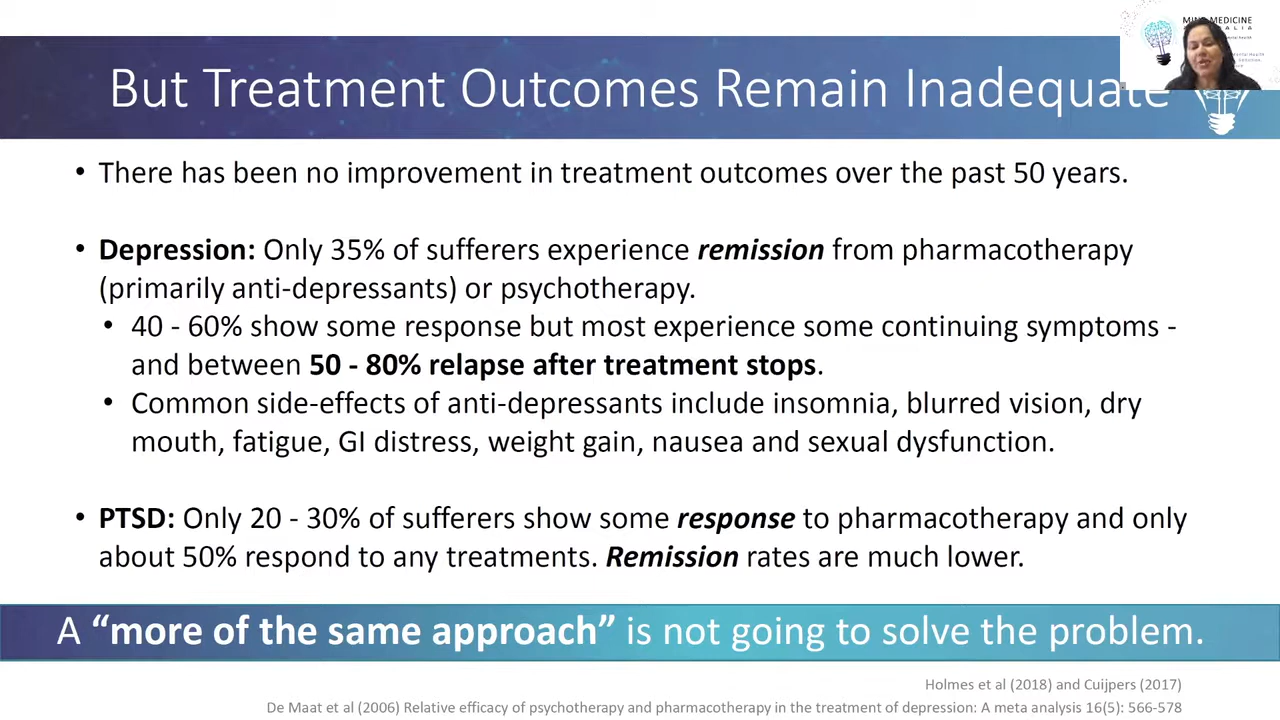 MIND MEDICINE
But Treatment Outcomes Remain Inadequate
• There has been no improvement in treatment outcomes over the past 50 years.
• Depression: Only 35% of sufferers experience remission from pharmacotherapy
(primarily anti-depressants) or psychotherapy.
• 40 - 60% show some response but most experience some continuing symptoms -
and between 50 - 80% relapse after treatment stops.
• Common side-effects of anti-depressants include insomnia, blurred vision, dry
mouth, fatigue, GI distress, weight gain, nausea and sexual dysfunction.
• PTSD: Only 20 - 30% of sufferers show some response to pharmacotherapy and only
about 50% respond to any treatments. Remission rates are much lower.
A “more of the same approach” is not going to solve the problem.
Holmes et al (2018) and Cuijpers (2017)
De Maat et al (2006) Relative efficacy of psychotherapy and pharmacotherapy in the treatment of depression: A meta analysis 16(5): 566-578